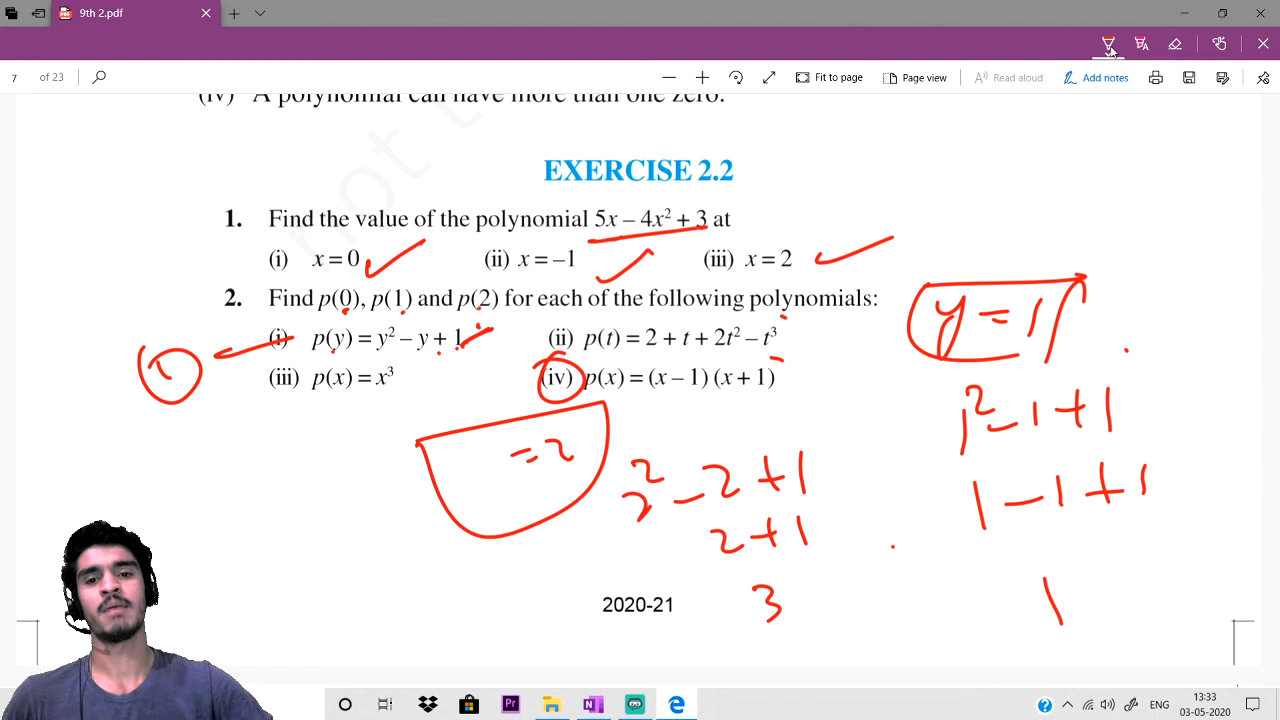 9th 2.pdf
7 of 23
Fit to page
Page view
Read aloud
Add notes
(iv) A polynomial can have more than one zero.
not t
EXERCISE 2.2
1. Find the value of the polynomial 5x – 4x² + 3 at
(i) x = 0 (ii) x = –1 (iii) x = 2
2. Find p(0), p(1) and p(2) for each of the following polynomials:
(i) p(y) = y² – y + 1 (ii) p(t) = 2 + t + 2t² – t³
(iii) p(x) = x³ (iv) p(x) = (x – 1) (x + 1)
y = 1
1² - 1 + 1
1 - 1 + 1
1
= 2
2² - 2 + 1
2 + 1
3
2020-21
Pr
N
ENG
13:33
03-05-2020